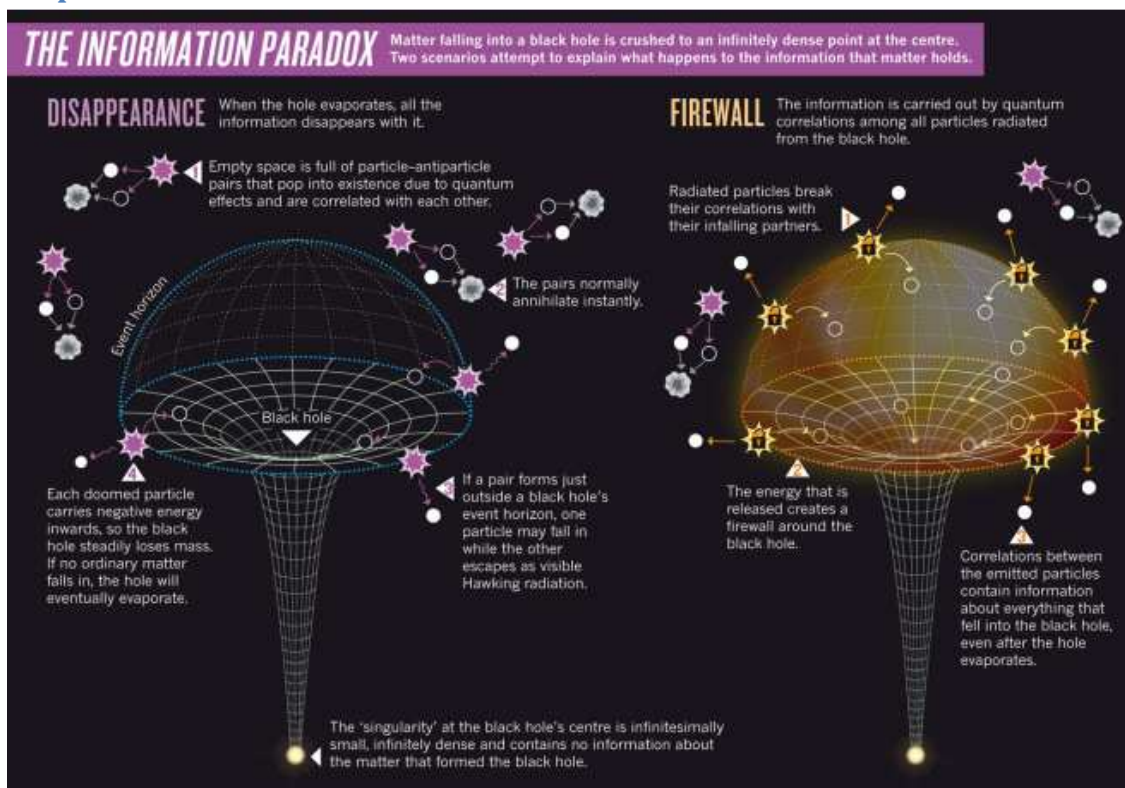 THE INFORMATION PARADOX
Matter falling into a black hole is crushed to an infinitely dense point at the centre.
Two scenarios attempt to explain what happens to the information that matter holds.
DISAPPEARANCE
When the hole evaporates, all the
information disappears with it.
1
Empty space is full of particle–antiparticle
pairs that pop into existence due to quantum
effects and are correlated with each other.
2
The pairs normally
annihilate instantly.
Event horizon
Black hole
3
If a pair forms just
outside a black hole's
event horizon, one
particle may fall in
while the other
escapes as visible
Hawking radiation.
4
Each doomed particle
carries negative energy
inwards, so the black
hole steadily loses mass.
If no ordinary matter
falls in, the hole will
eventually evaporate.
The 'singularity' at the black hole's centre is infinitesimally
small, infinitely dense and contains no information about
the matter that formed the black hole.
FIREWALL
The information is carried out by quantum
correlations among all particles radiated
from the black hole.
Radiated particles break
their correlations with
their infalling partners.
1
2
The energy that is
released creates a
firewall around the
black hole.
3
Correlations between
the emitted particles
contain information
about everything that
fell into the black hole,
even after the hole
evaporates.